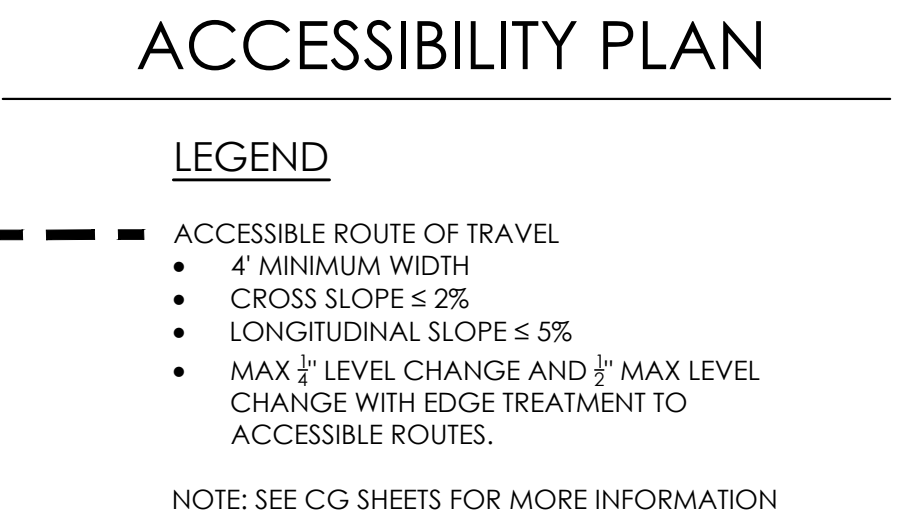 ACCESSIBILITY PLAN
LEGEND
ACCESSIBLE ROUTE OF TRAVEL
• 4' MINIMUM WIDTH
• CROSS SLOPE ≤ 2%
• LONGITUDINAL SLOPE ≤ 5%
• MAX 1/4" LEVEL CHANGE AND 1/2" MAX LEVEL
CHANGE WITH EDGE TREATMENT TO
ACCESSIBLE ROUTES.
NOTE: SEE CG SHEETS FOR MORE INFORMATION